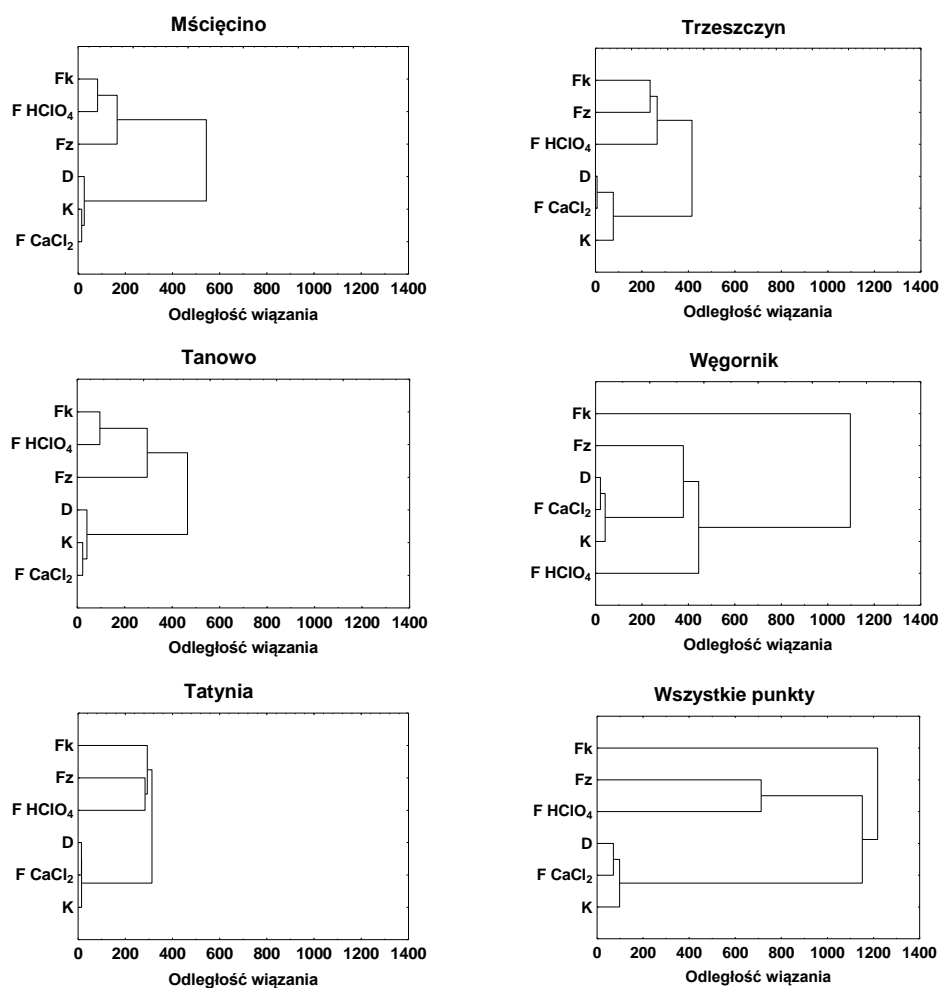 Mścięcino
Fk
F HClO₄
Fz
D
K
F CaCl₂
0 200 400 600 800 1000 1200 1400
Odległość wiązania
Trzeszczyn
Fk
Fz
F HClO₄
D
F CaCl₂
K
0 200 400 600 800 1000 1200 1400
Odległość wiązania
Tanowo
Fk
F HClO₄
Fz
D
K
F CaCl₂
0 200 400 600 800 1000 1200 1400
Odległość wiązania
Węgornik
Fk
Fz
D
F CaCl₂
K
F HClO₄
0 200 400 600 800 1000 1200 1400
Odległość wiązania
Tatynia
Fk
Fz
F HClO₄
D
F CaCl₂
K
0 200 400 600 800 1000 1200 1400
Odległość wiązania
Wszystkie punkty
Fk
Fz
F HClO₄
D
F CaCl₂
K
0 200 400 600 800 1000 1200 1400
Odległość wiązania